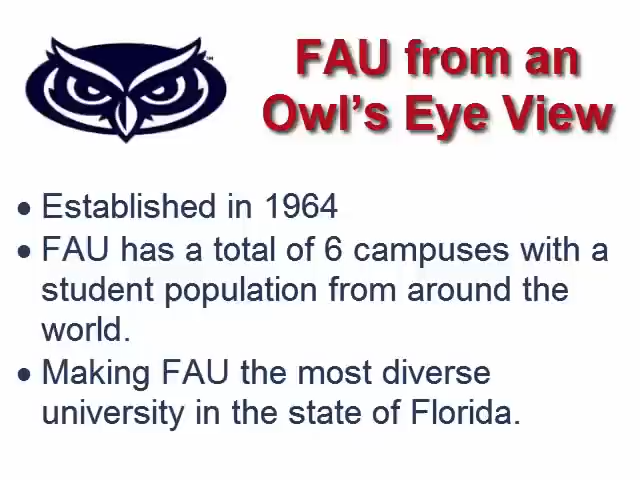 FAU from an
Owl's Eye View
• Established in 1964
• FAU has a total of 6 campuses with a
student population from around the
world.
• Making FAU the most diverse
university in the state of Florida.